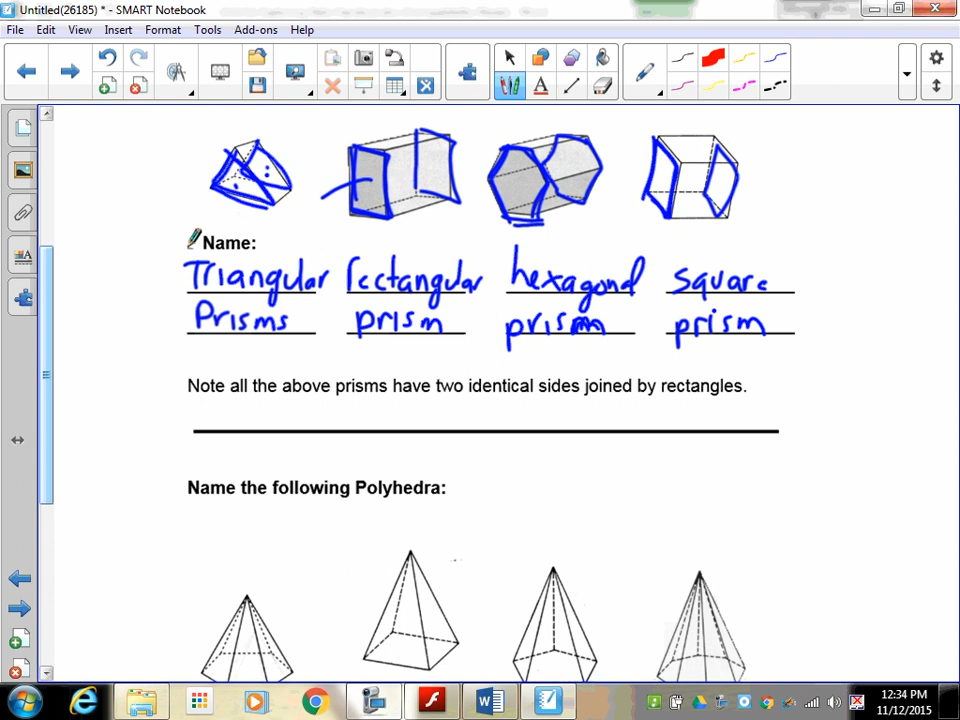 Untitled(26185) * - SMART Notebook
File Edit View Insert Format Tools Add-ons Help
Name:
Triangular rectangular hexagonal square
Prisms prism prism prism
Note all the above prisms have two identical sides joined by rectangles.
Name the following Polyhedra:
12:34 PM
11/12/2015